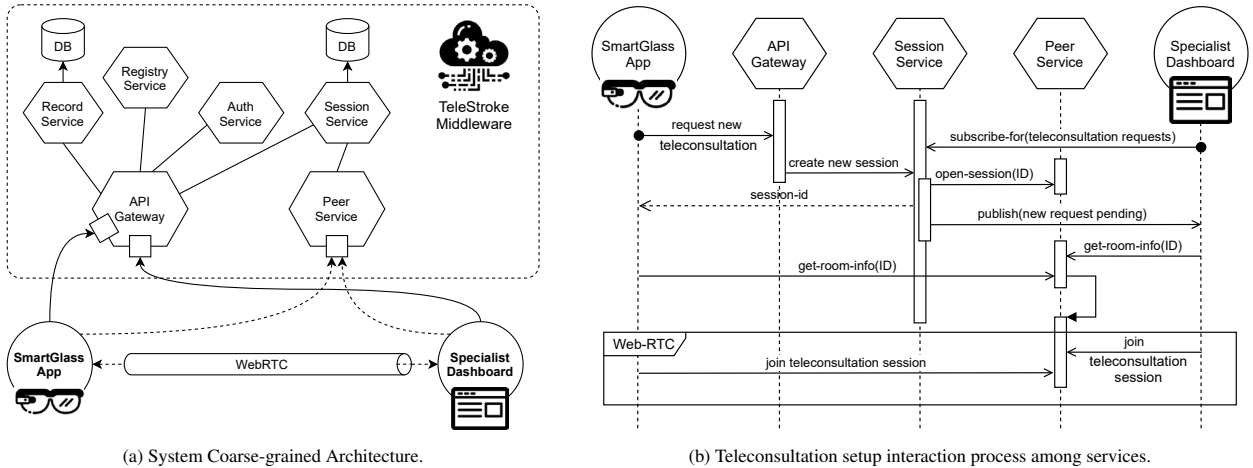 DB
DB
Registry
Service
Record
Service
Auth
Service
Session
Service
TeleStroke
Middleware
API
Gateway
Peer
Service
SmartGlass
App
WebRTC
Specialist
Dashboard
(a) System Coarse-grained Architecture.
SmartGlass
App
API
Gateway
Session
Service
Peer
Service
Specialist
Dashboard
request new
teleconsultation
subscribe-for(teleconsultation requests)
create new session
open-session(ID)
session-id
publish(new request pending)
get-room-info(ID)
get-room-info(ID)
Web-RTC
join
teleconsultation
session
join teleconsultation session
(b) Teleconsultation setup interaction process among services.